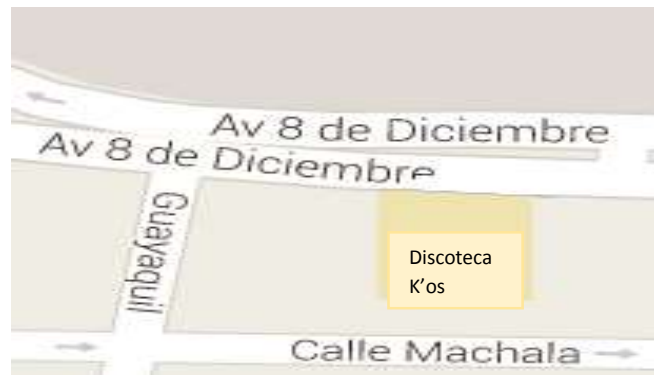 Av 8 de Diciembre
Av 8 de Diciembre
Guayaquil
Discoteca
K’os
Calle Machala